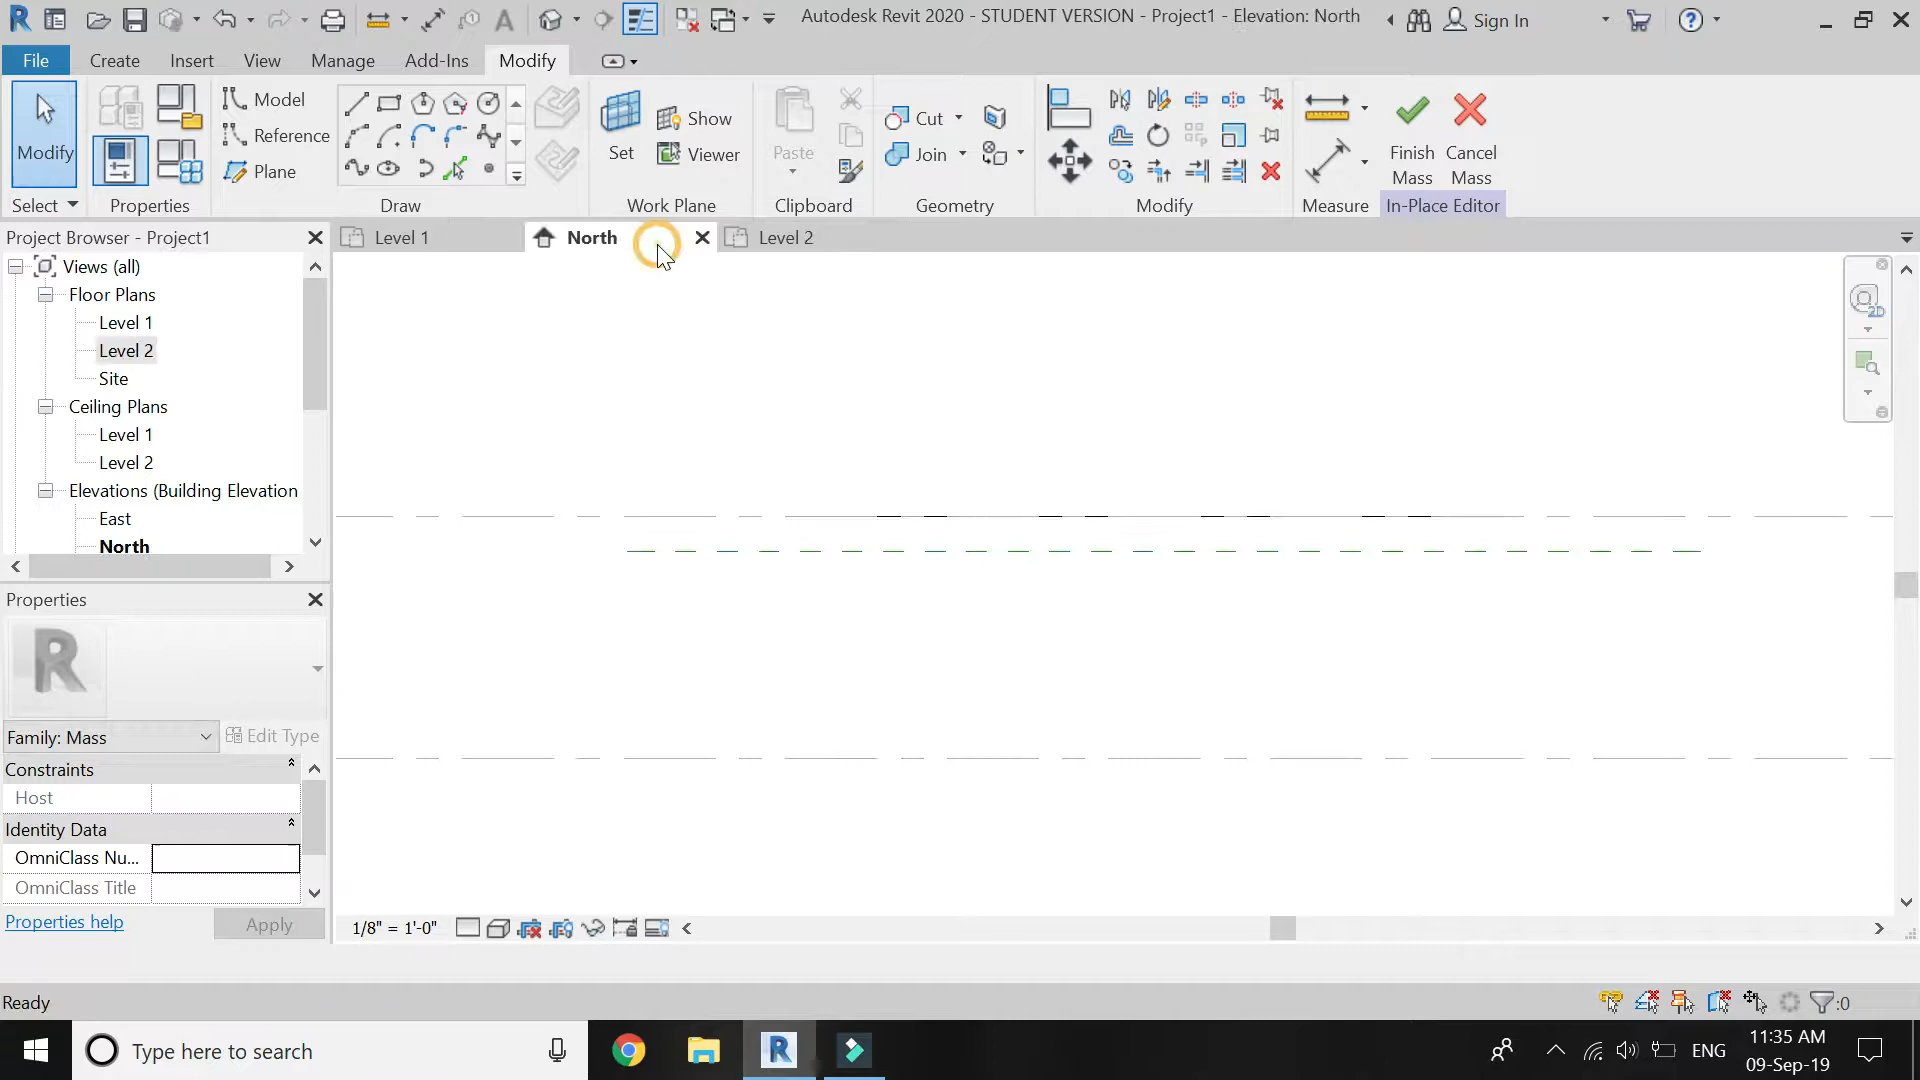 Autodesk Revit 2020 - STUDENT VERSION - Project1 - Elevation: North
Sign In
File
Create
Insert
View
Manage
Add-Ins
Modify
Modify
Select
Properties
Model
Reference
Plane
Draw
Set
Show
Viewer
Work Plane
Paste
Clipboard
Cut
Join
Geometry
Modify
Measure
Finish
Mass
Cancel
Mass
In-Place Editor
Project Browser - Project1
Level 1
North
Level 2
Views (all)
Floor Plans
Level 1
Level 2
Site
Ceiling Plans
Level 1
Level 2
Elevations (Building Elevation
East
North
2D
Properties
R
Family: Mass
Edit Type
Constraints
Host
Identity Data
OmniClass Nu...
OmniClass Title
Properties help
Apply
1/8" = 1'-0"
Ready
:0
Type here to search
ENG
11:35 AM
09-Sep-19